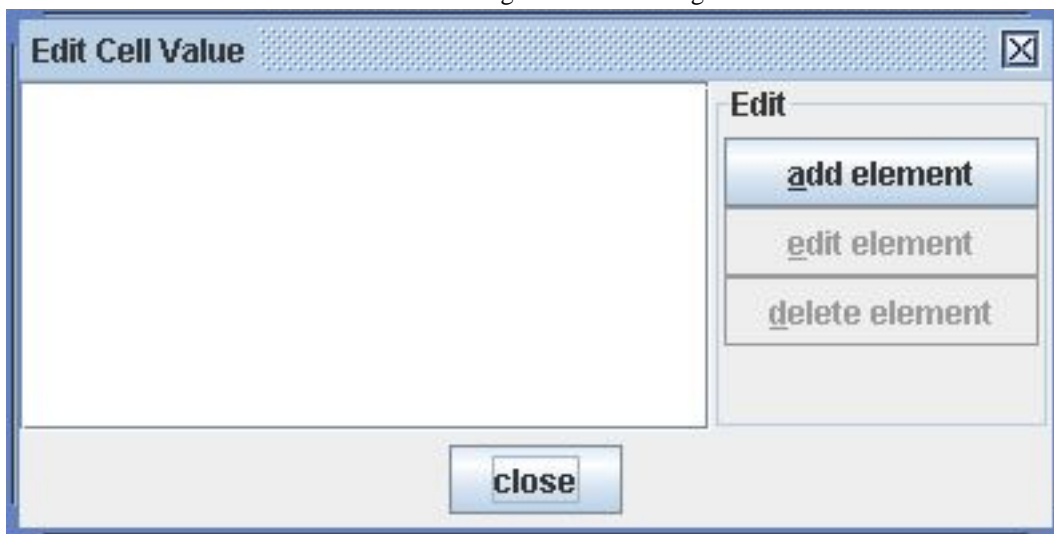 Edit Cell Value
Edit
add element
edit element
delete element
close